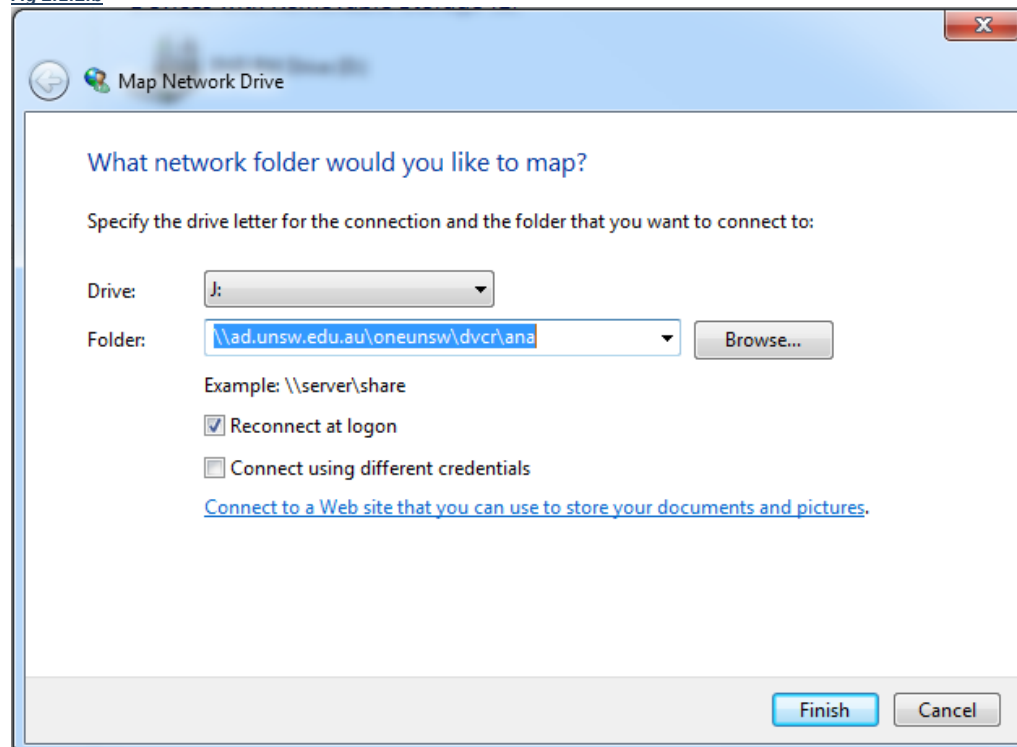 Map Network Drive
What network folder would you like to map?
Specify the drive letter for the connection and the folder that you want to connect to:
Drive: J:
Folder: \\ad.unsw.edu.au\oneunsw\dvcr\ana Browse...
Example: \\server\share
Reconnect at logon
Connect using different credentials
Connect to a Web site that you can use to store your documents and pictures.
Finish Cancel